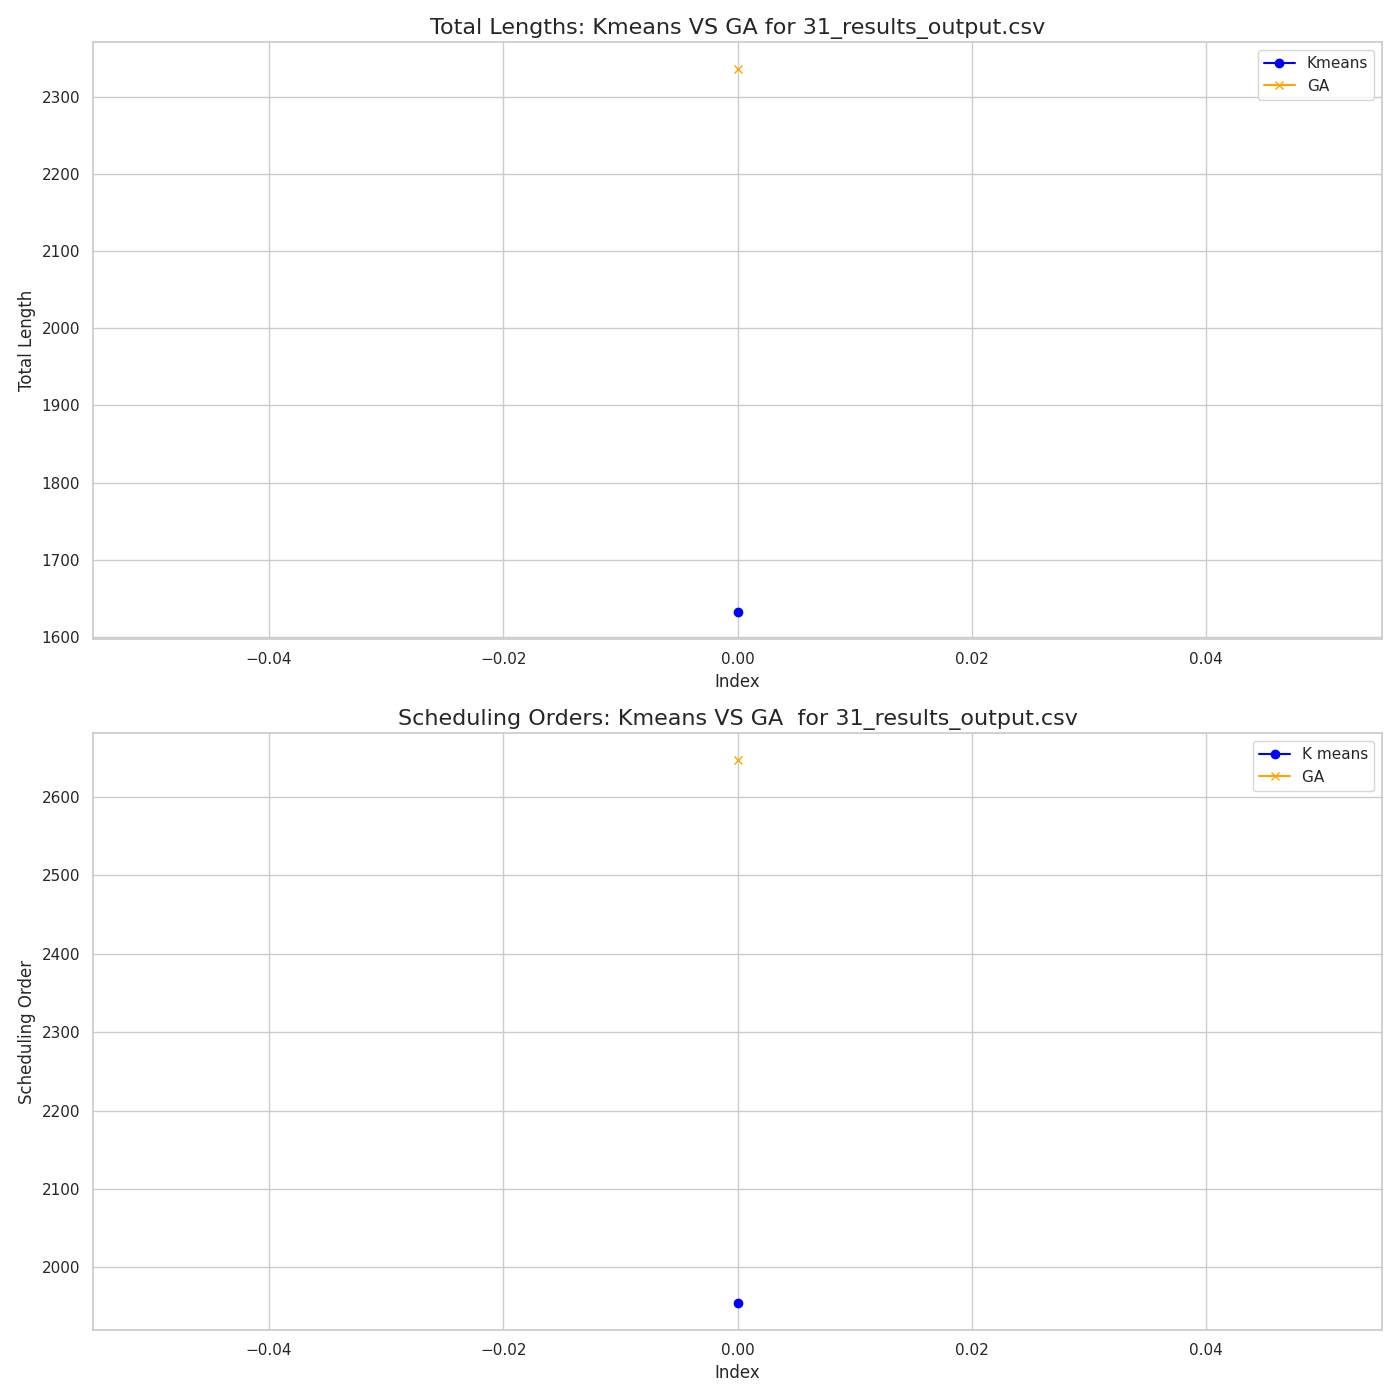 Total Lengths: Kmeans VS GA for 31_results_output.csv
Kmeans
GA
2300
2200
2100
2000
1900
1800
1700
1600
Total Length
−0.04
−0.02
0.00
0.02
0.04
Index
Scheduling Orders: Kmeans VS GA  for 31_results_output.csv
K means
GA
2600
2500
2400
2300
2200
2100
2000
Scheduling Order
−0.04
−0.02
0.00
0.02
0.04
Index